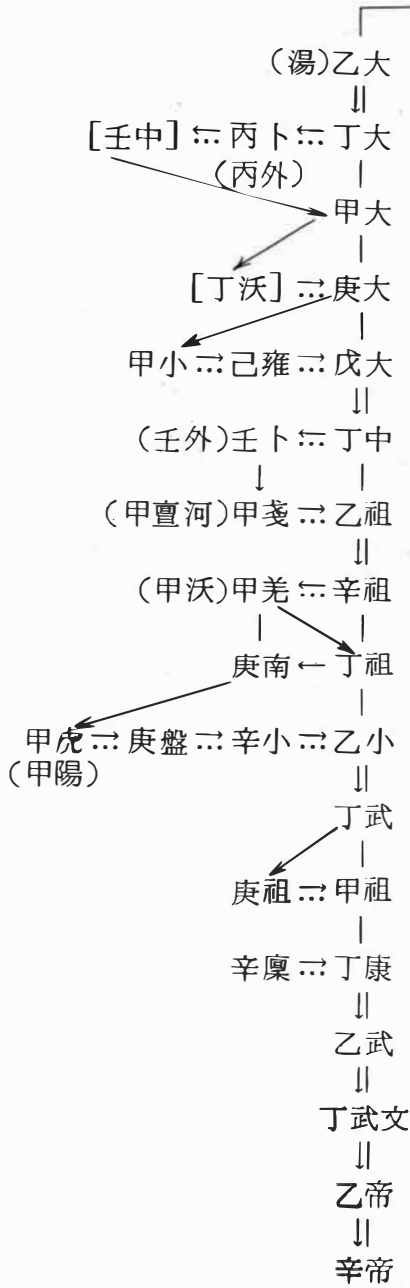 大乙(湯)
大丁 卜丙 [中壬]
(外丙)
大甲
大庚 [沃丁]
大戊 雍己 小甲
中丁 卜壬(外壬)
祖乙 戔甲(河亶甲)
祖辛 羌甲(沃甲)
祖丁 南庚
小乙 小辛 盤庚 虎甲
(陽甲)
武丁
祖甲 祖庚
康丁 廩辛
武乙
文武丁
帝乙
帝辛